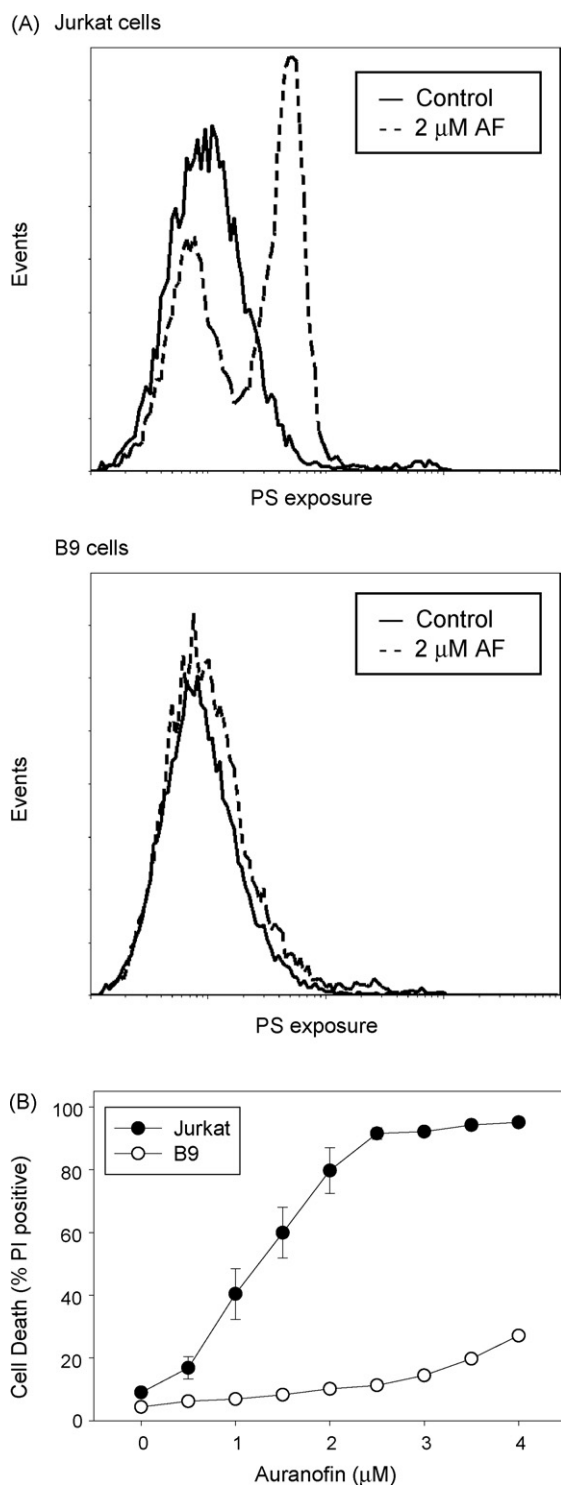 (A) Jurkat cells
Control
2 μM AF
Events
PS exposure
B9 cells
Control
2 μM AF
Events
PS exposure
(B)
Jurkat
B9
Cell Death (% PI positive)
100
80
60
40
20
0
0 1 2 3 4
Auranofin (μM)